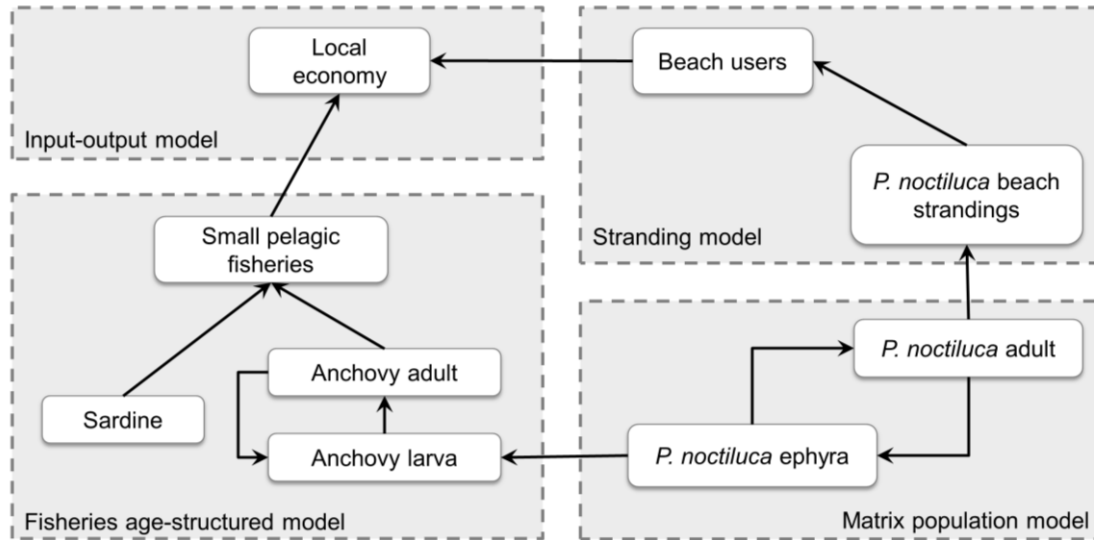 Local
economy
Input-output model
Beach users
P. noctiluca beach
strandings
Stranding model
Small pelagic
fisheries
Anchovy adult
Sardine
Anchovy larva
Fisheries age-structured model
P. noctiluca adult
P. noctiluca ephyra
Matrix population model